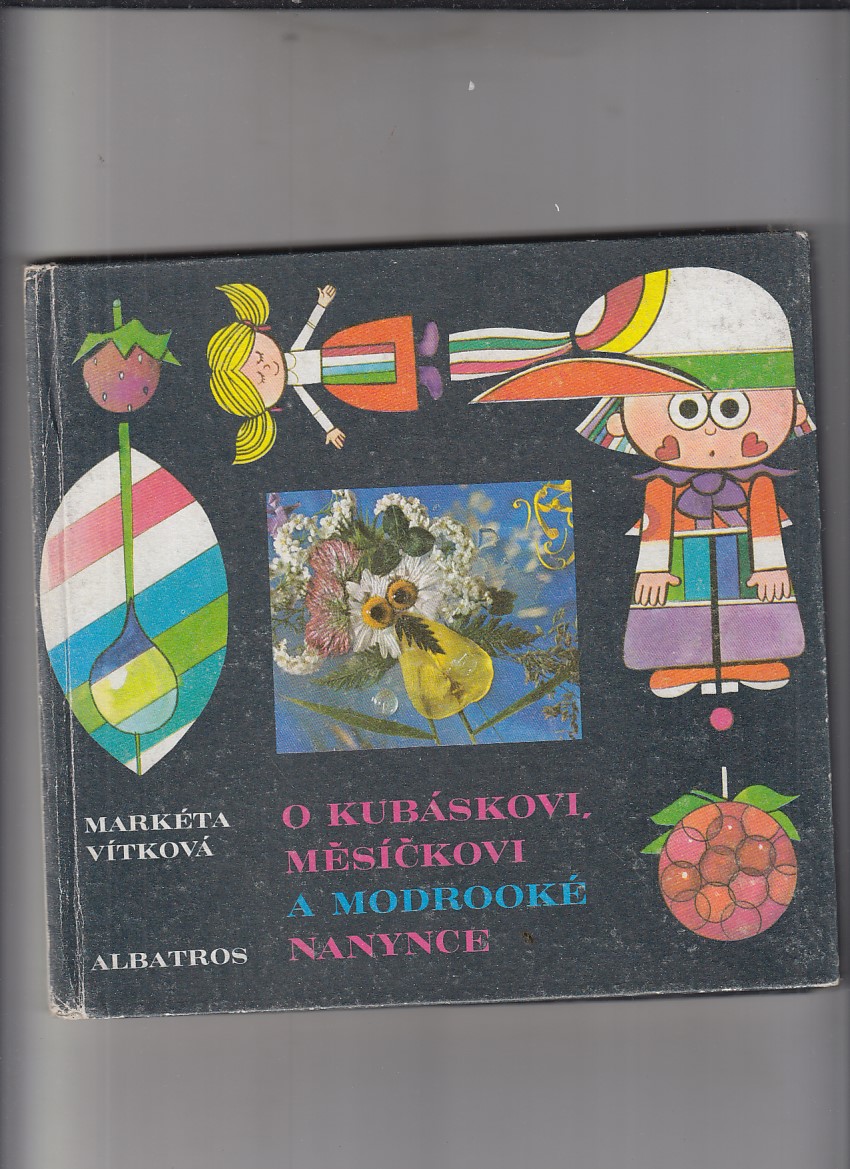 MARKÉTA
VÍTKOVÁ
ALBATROS
O KUBÁSKOVI,
MĚSÍČKOVI
A MODROOKÉ
NANYNCE